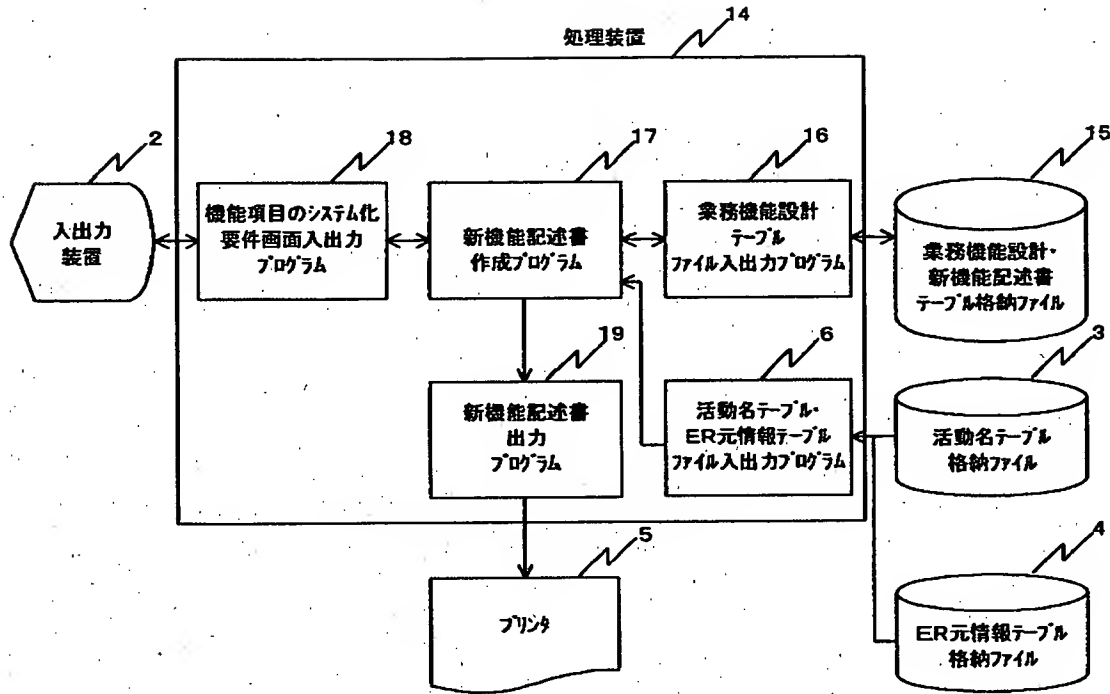 処理装置
14
2
18
17
16
15
入出力
装置
機能項目のシステム化
要件画面入出力
プログラム
新機能記述書
作成プログラム
業務機能設計
テーブル
ファイル入出力プログラム
業務機能設計・
新機能記述書
テーブル格納ファイル
19
6
3
新機能記述書
出力
プログラム
活動名テーブル・
ER元情報テーブル
ファイル入出力プログラム
活動名テーブル
格納ファイル
5
4
プリンタ
ER元情報テーブル
格納ファイル